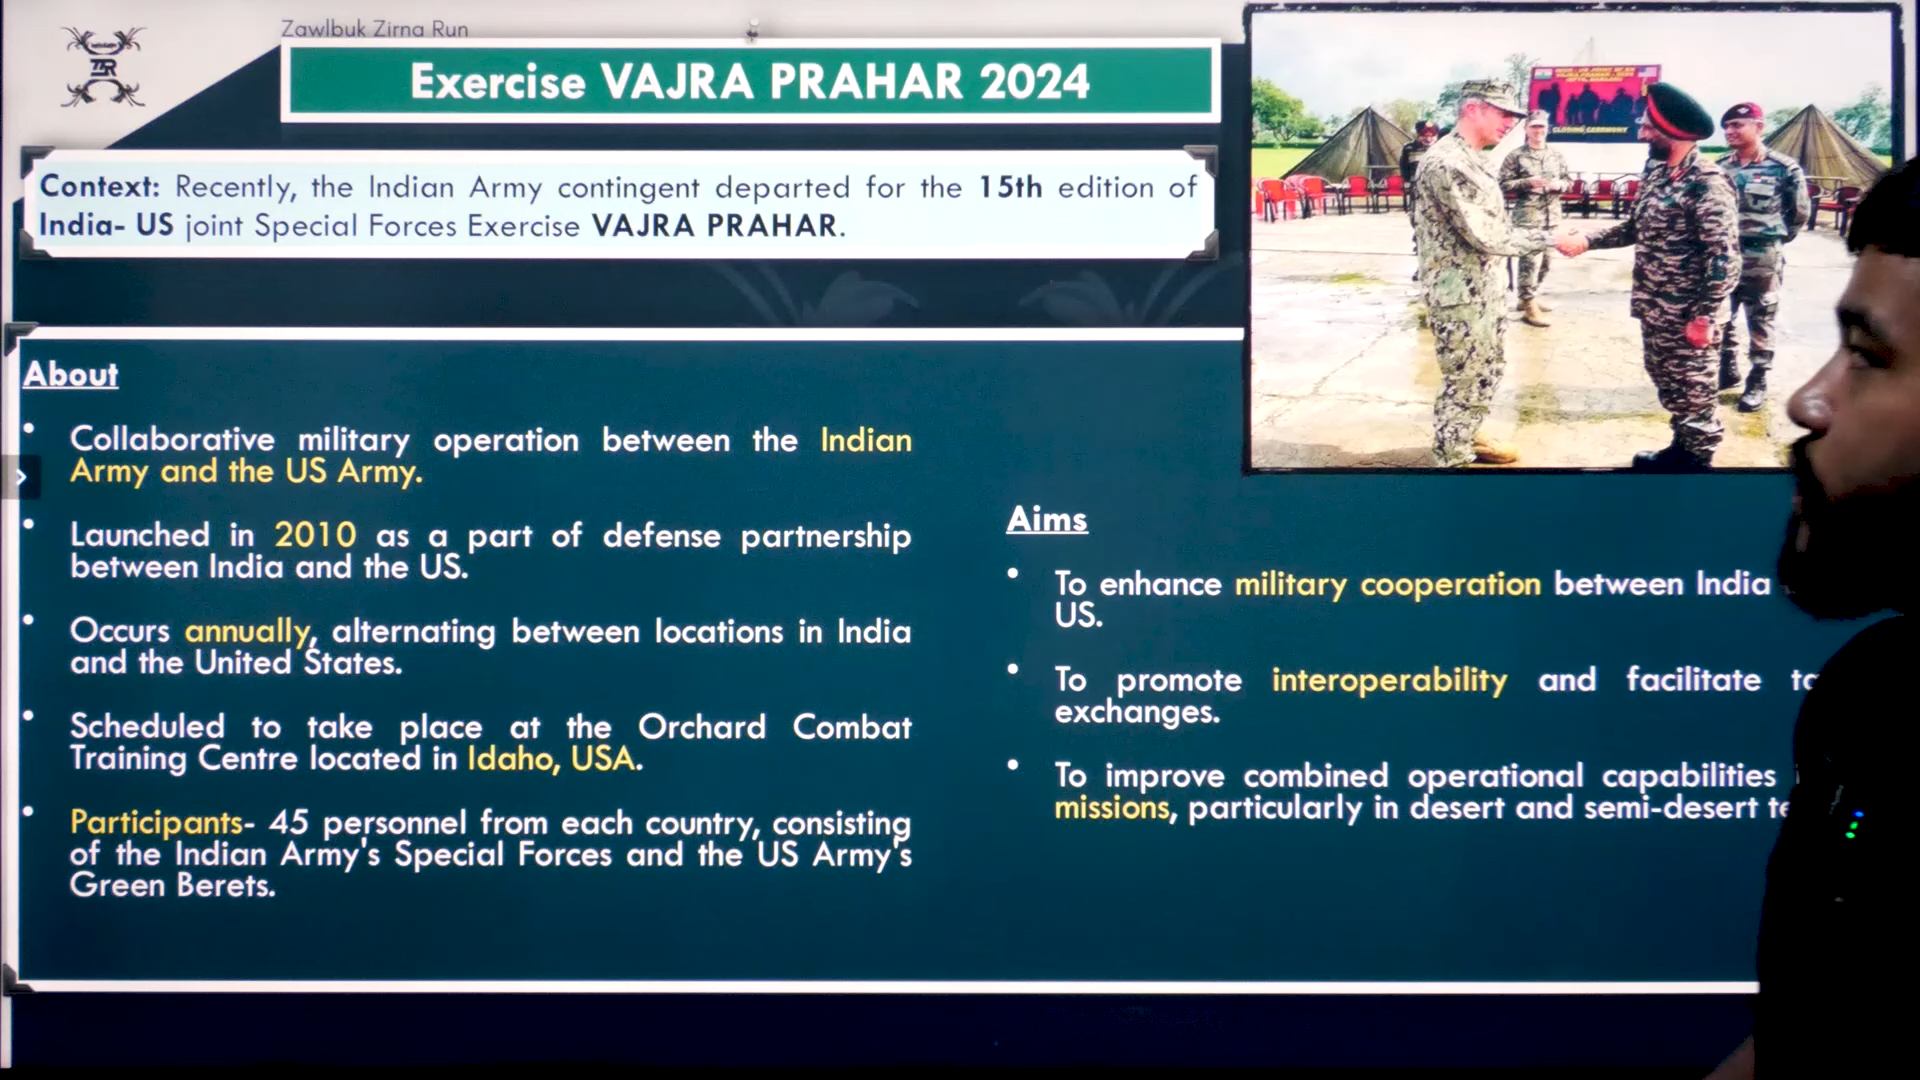 Zawlbuk Zirna Run
Exercise VAJRA PRAHAR 2024
Context: Recently, the Indian Army contingent departed for the 15th edition of
India- US joint Special Forces Exercise VAJRA PRAHAR.
About
• Collaborative military operation between the Indian
Army and the US Army.
• Launched in 2010 as a part of defense partnership
between India and the US.
• Occurs annually, alternating between locations in India
and the United States.
• Scheduled to take place at the Orchard Combat
Training Centre located in Idaho, USA.
• Participants- 45 personnel from each country, consisting
of the Indian Army's Special Forces and the US Army's
Green Berets.
Aims
• To enhance military cooperation between India
US.
• To promote interoperability and facilitate
exchanges.
• To improve combined operational capabilities
missions, particularly in desert and semi-desert
CLOSING CEREMONY